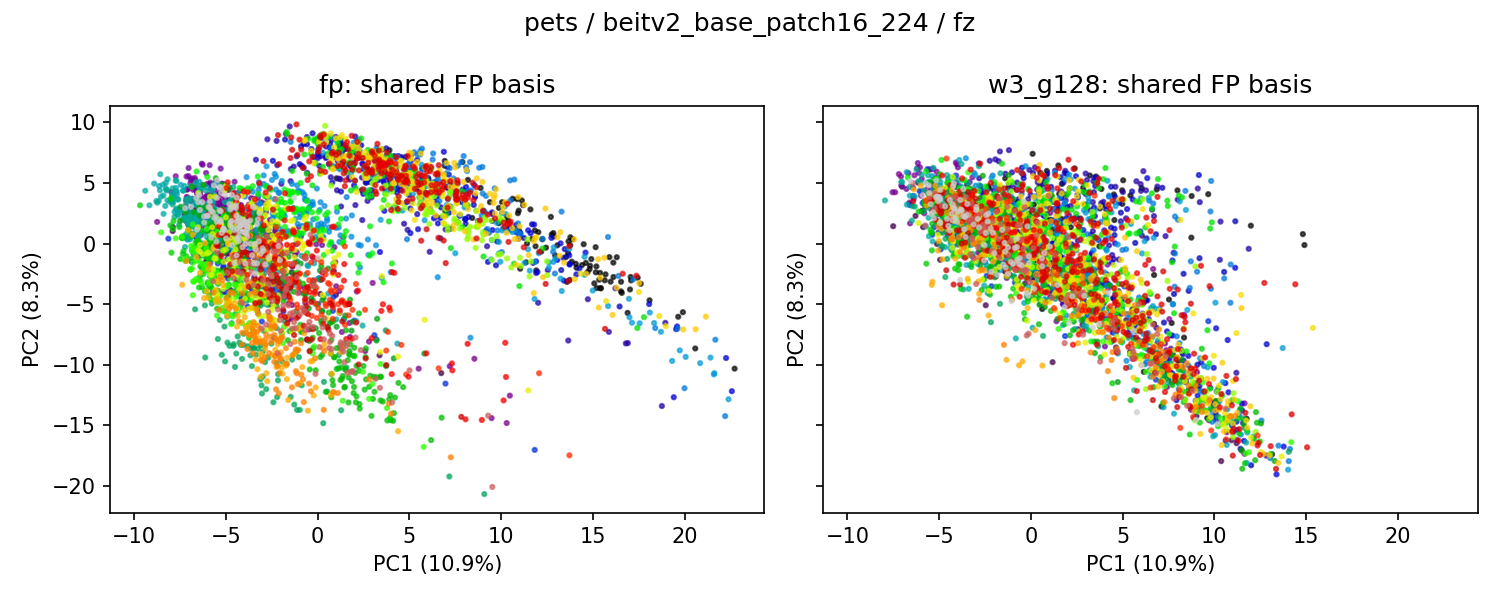 pets / beitv2_base_patch16_224 / fz
fp: shared FP basis
w3_g128: shared FP basis
10
5
0
−5
−10
−15
−20
PC2 (8.3%)
PC2 (8.3%)
−10 −5 0 5 10 15 20
−10 −5 0 5 10 15 20
PC1 (10.9%)
PC1 (10.9%)